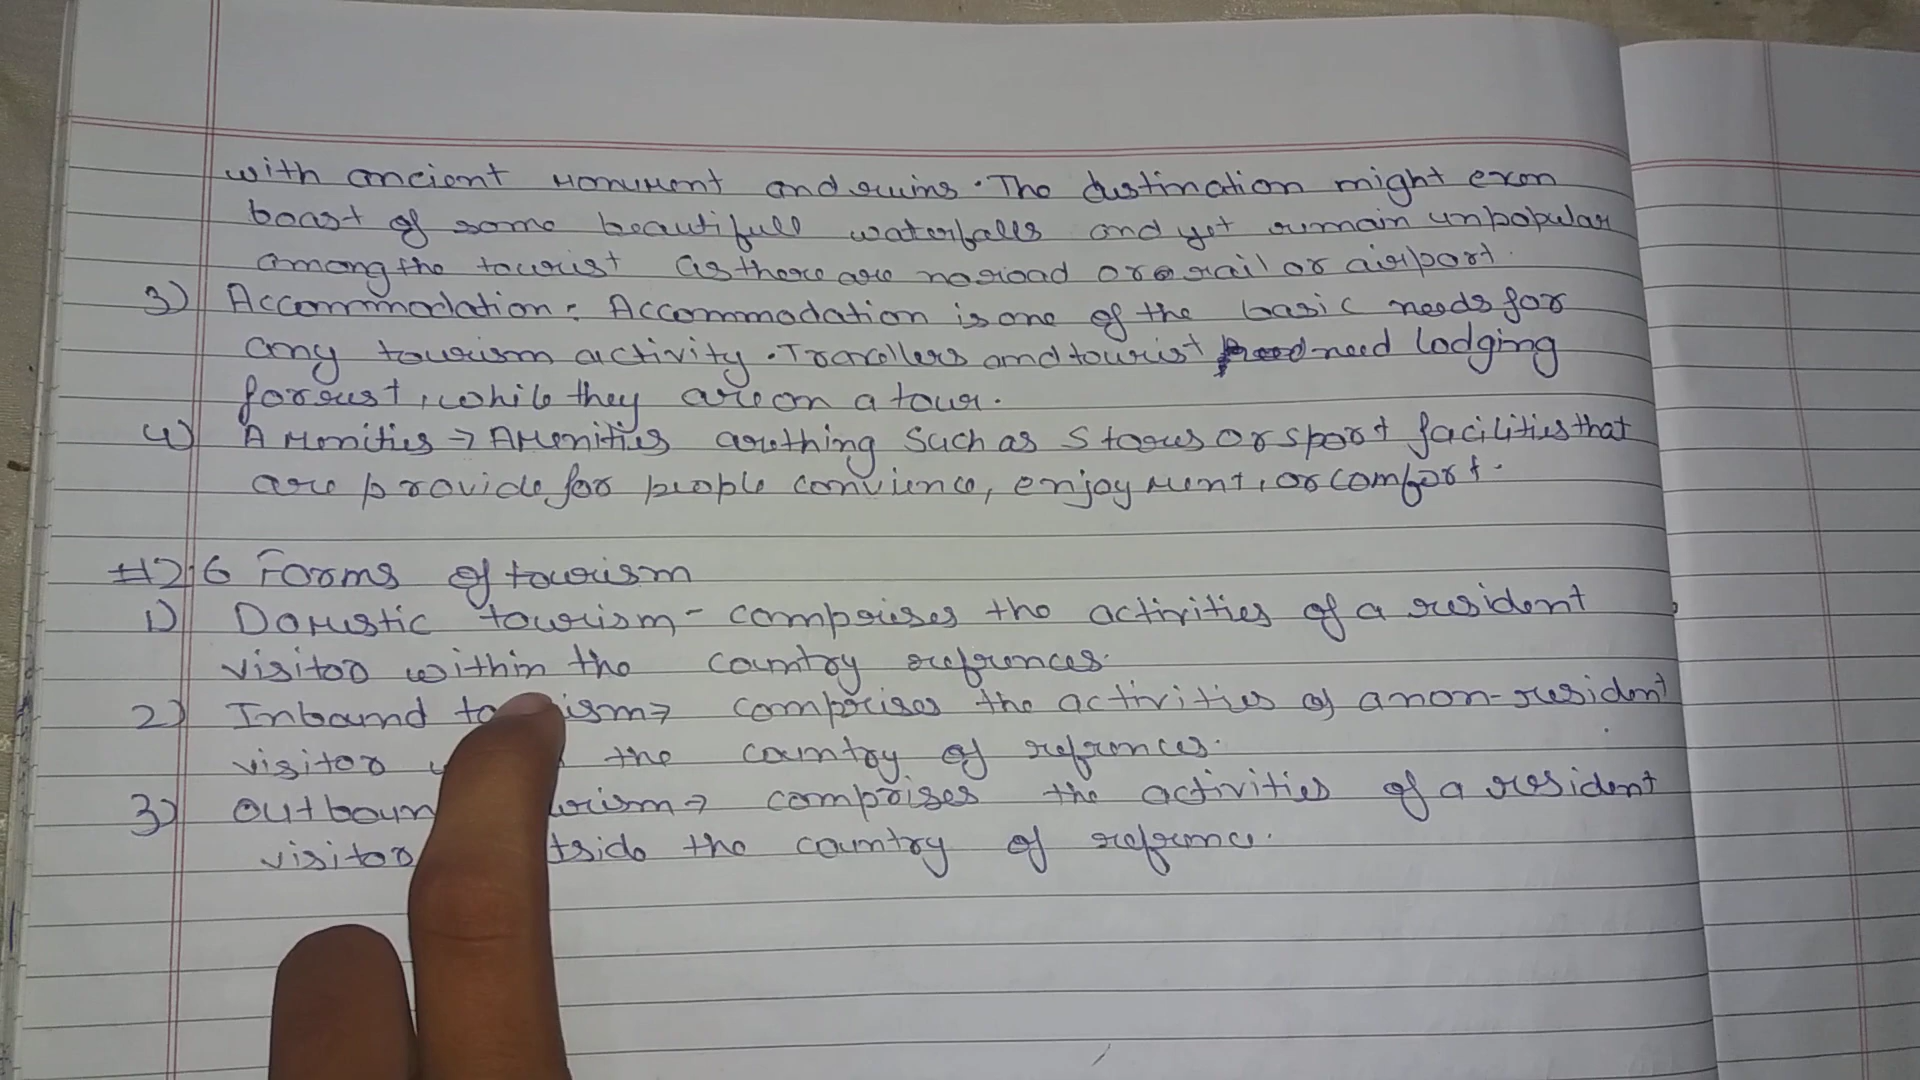 with ancient monument and ruins. The destination might even
boast of some beautifull waterfalls and yet remain unpopular
among the tourist as there are no road or rail or airport.
3) Accommodation: Accommodation is one of the basic needs for
any tourism activity. Travellers and tourist need lodging
for rest, while they are on a tour.
4) Amenities → Amenities are thing such as stores or sport facilities that
are provide for people convience, enjoyment, or comfort.
#2.6 Forms of tourism
1) Domestic tourism - comprises the activities of a resident
visitor within the country refrences.
2) Inbound ism → comprises the activities of a non-resident
visitor the country of refrences.
3) Outboun urism → comprises the activities of a resident
visitor tside the country of refrence.